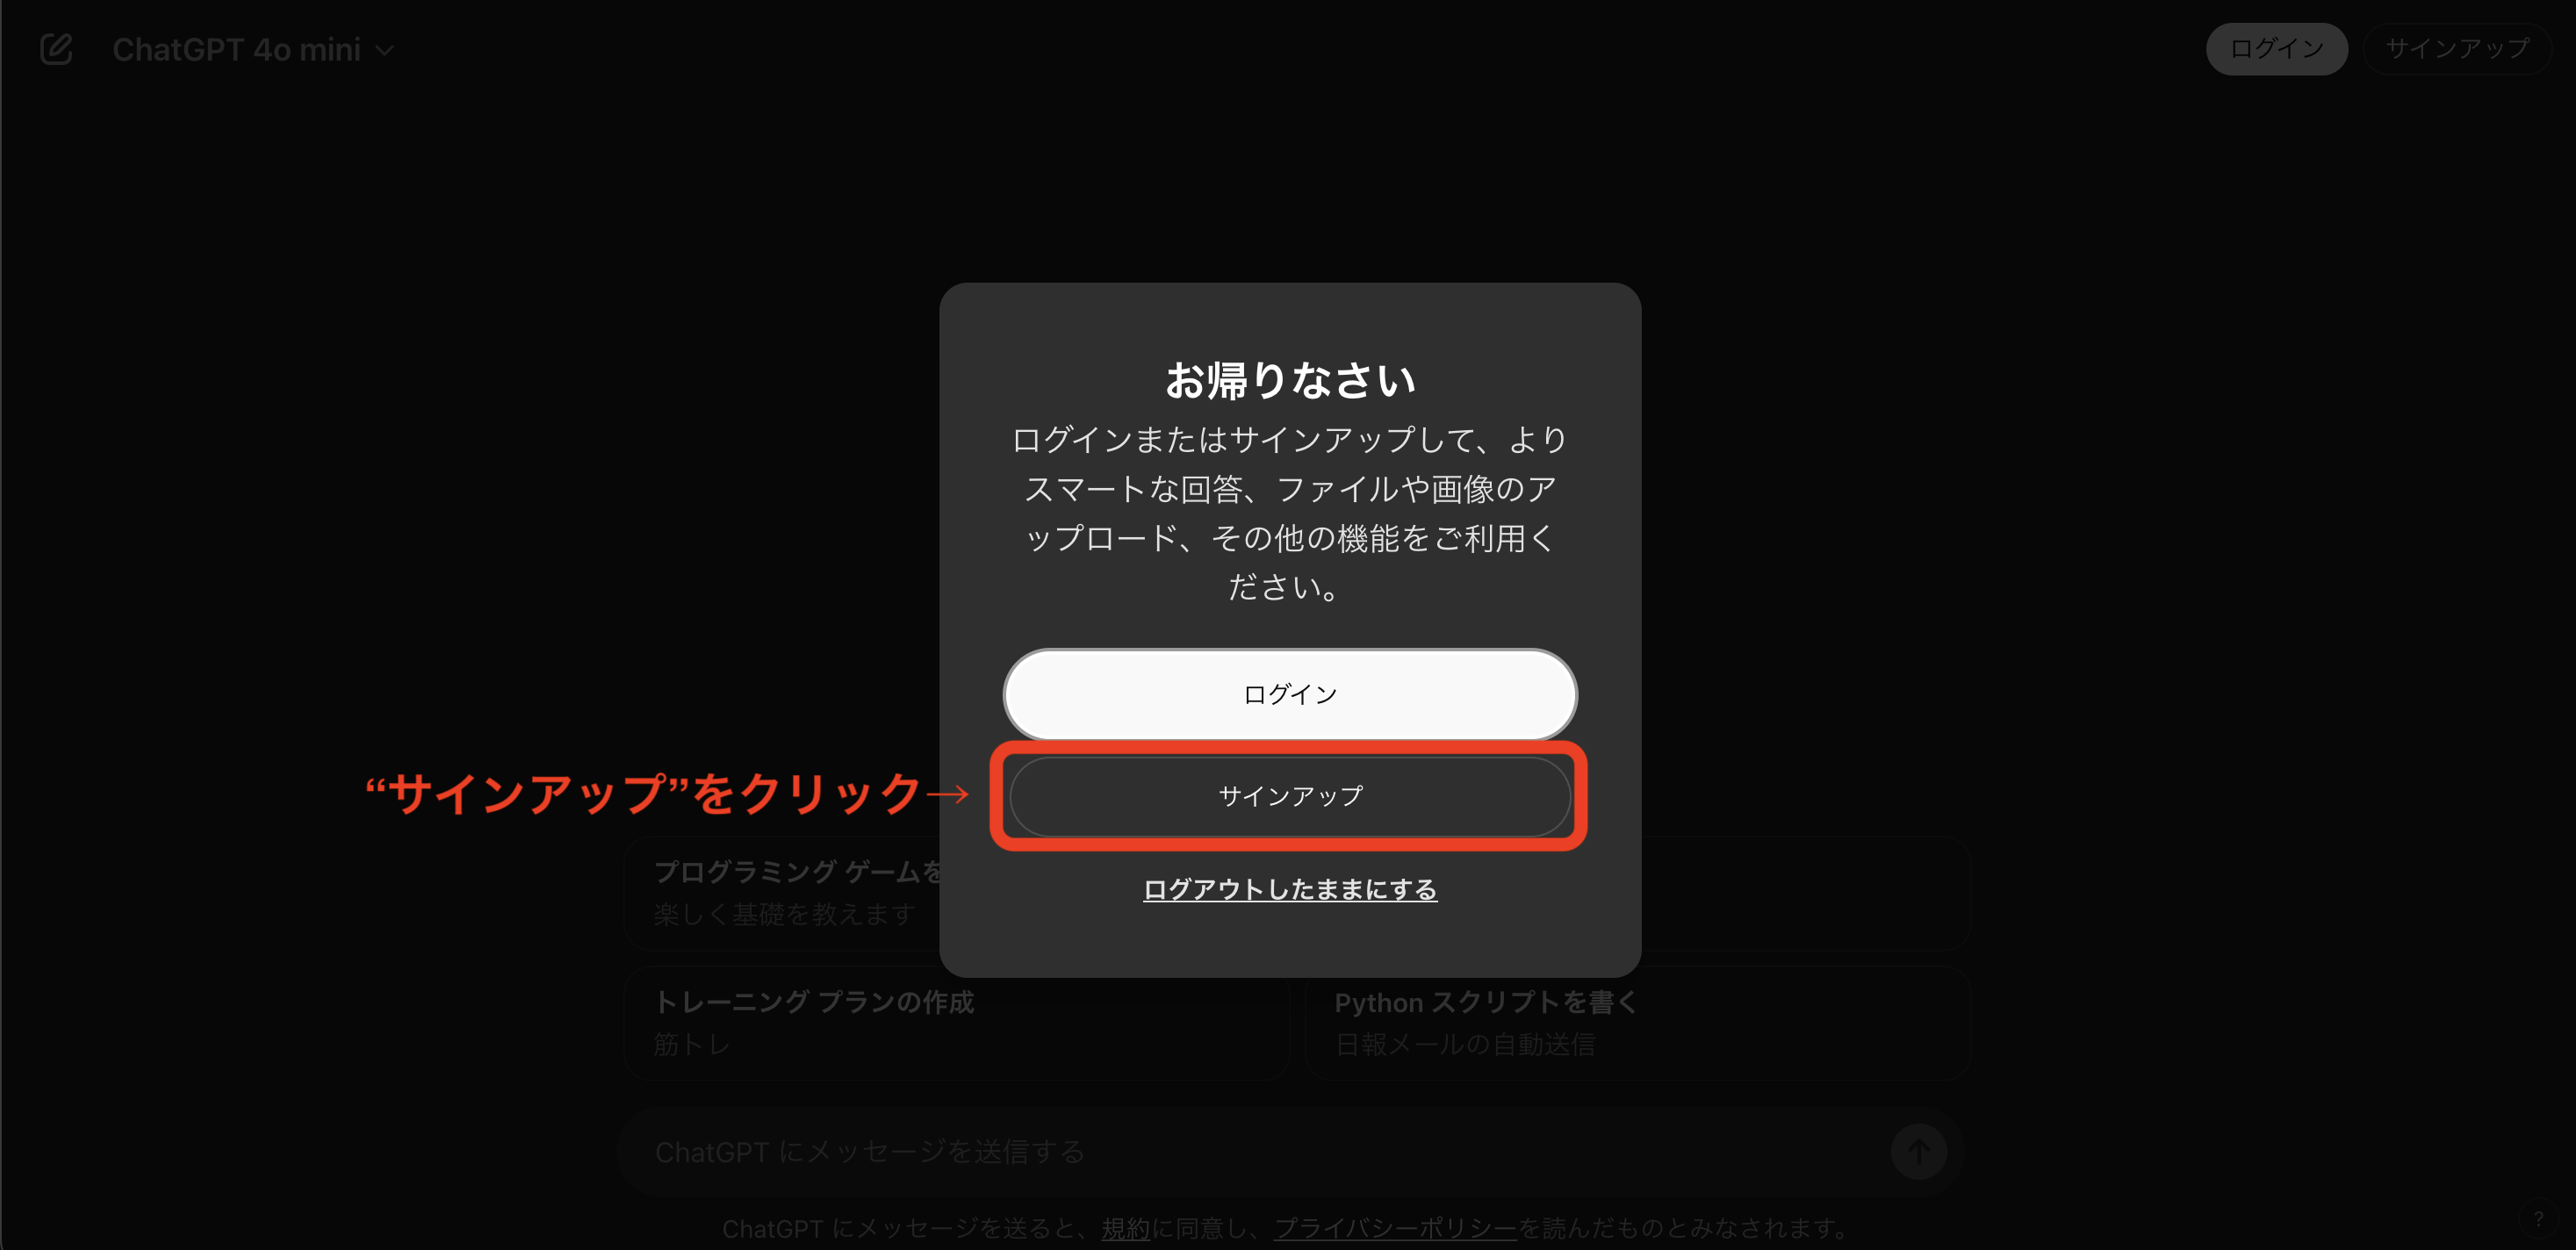 ChatGPT 4o mini
ログイン
サインアップ
お帰りなさい
ログインまたはサインアップして、より
スマートな回答、ファイルや画像のア
ップロード、その他の機能をご利用く
ださい。
ログイン
“サインアップ”をクリック→
サインアップ
ログアウトしたままにする
プログラミング ゲームを
楽しく基礎を教えます
トレーニング プランの作成
筋トレ
Python スクリプトを書く
日報メールの自動送信
ChatGPT にメッセージを送信する
ChatGPT にメッセージを送ると、規約に同意し、プライバシーポリシーを読んだものとみなされます。
?